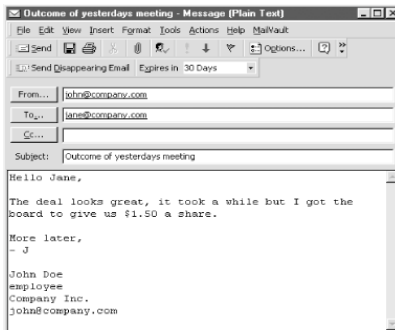 Outcome of yesterdays meeting - Message (Plain Text)
File Edit View Insert Format Tools Actions Help MailVault
Send Options...
Send Disappearing Email Expires in 30 Days
From... john@company.com
To... jane@company.com
Cc...
Subject: Outcome of yesterdays meeting
Hello Jane,
The deal looks great, it took a while but I got the
board to give us $1.50 a share.
More later,
- J
John Doe
employee
Company Inc.
john@company.com